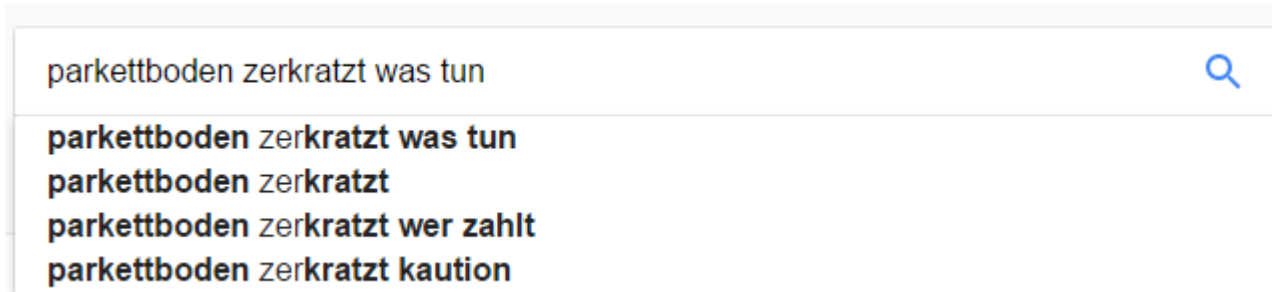 parkettboden zerkratzt was tun
parkettboden zerkratzt was tun
parkettboden zerkratzt
parkettboden zerkratzt wer zahlt
parkettboden zerkratzt kaution